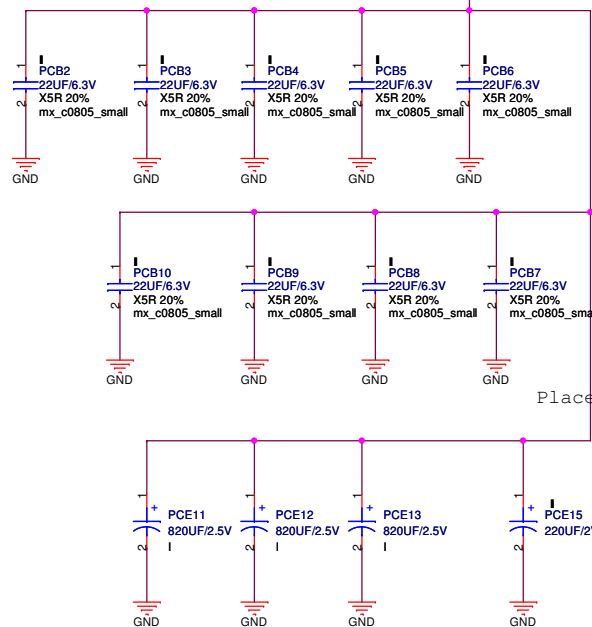 1
PCB2
22UF/6.3V
X5R 20%
mx_c0805_small
2
GND
1
PCB3
22UF/6.3V
X5R 20%
mx_c0805_small
2
GND
1
PCB4
22UF/6.3V
X5R 20%
mx_c0805_small
2
GND
1
PCB5
22UF/6.3V
X5R 20%
mx_c0805_small
2
GND
1
PCB6
22UF/6.3V
X5R 20%
mx_c0805_small
2
GND
1
PCB10
22UF/6.3V
X5R 20%
mx_c0805_small
2
GND
1
PCB9
22UF/6.3V
X5R 20%
mx_c0805_small
2
GND
1
PCB8
22UF/6.3V
X5R 20%
mx_c0805_small
2
GND
1
PCB7
22UF/6.3V
X5R 20%
mx_c0805_sma
2
GND
Place
1
+
PCE11
820UF/2.5V
2
GND
1
+
PCE12
820UF/2.5V
2
GND
1
+
PCE13
820UF/2.5V
2
GND
1
+
PCE15
220UF/2
2
GND